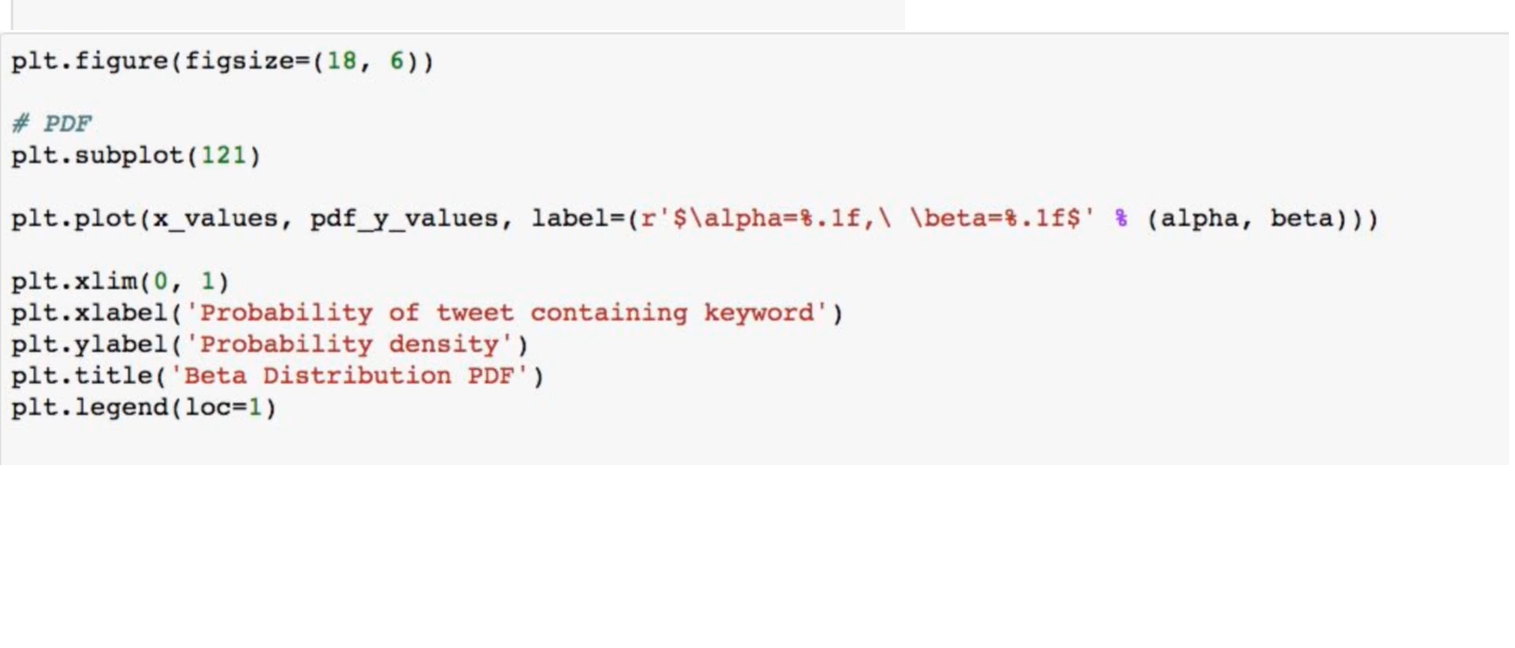 plt.figure(figsize=(18, 6))
# PDF
plt.subplot(121)
plt.plot(x_values, pdf_y_values, label=(r'$\alpha=%.1f,\ \beta=%.1f$' % (alpha, beta)))
plt.xlim(0, 1)
plt.xlabel('Probability of tweet containing keyword')
plt.ylabel('Probability density')
plt.title('Beta Distribution PDF')
plt.legend(loc=1)